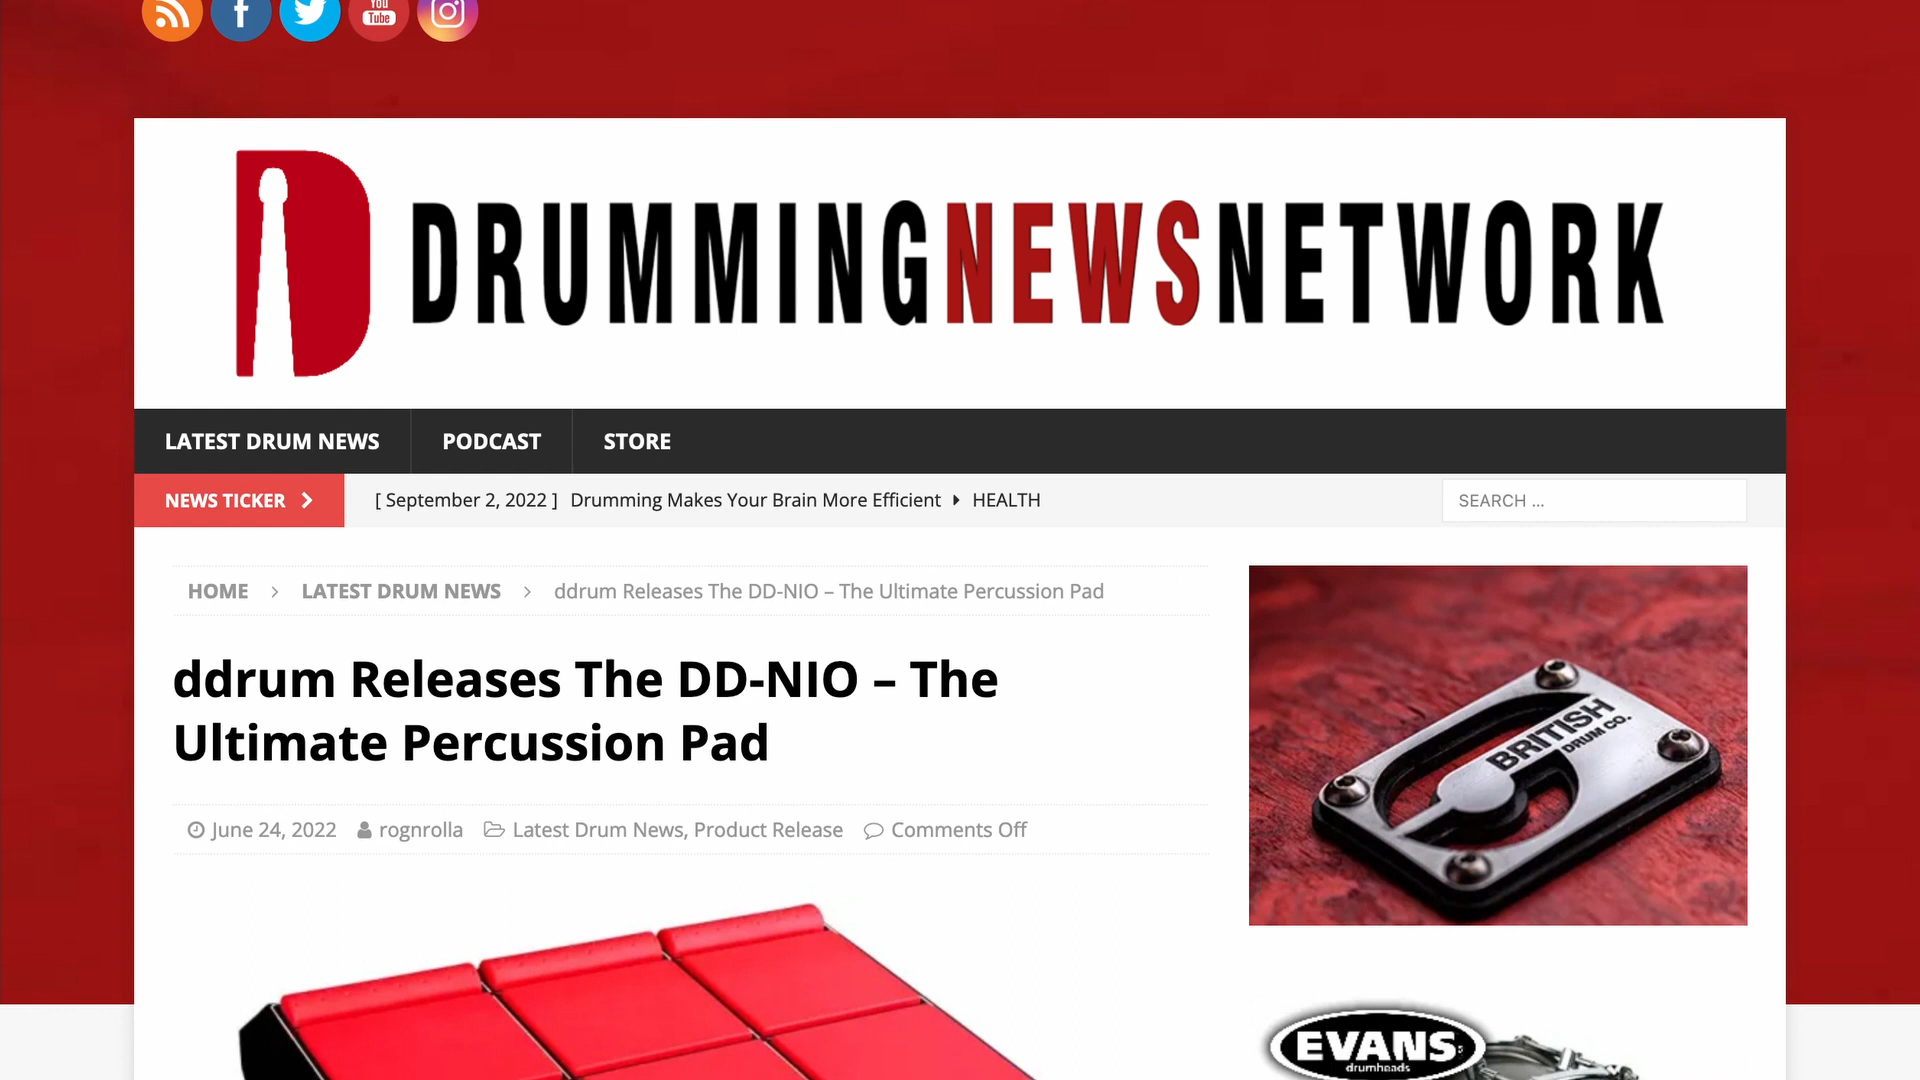 You
Tube
DRUMMINGNEWSNETWORK
LATEST DRUM NEWS
PODCAST
STORE
NEWS TICKER
[ September 2, 2022 ] Drumming Makes Your Brain More Efficient HEALTH
SEARCH ...
HOME > LATEST DRUM NEWS > ddrum Releases The DD-NIO – The Ultimate Percussion Pad
ddrum Releases The DD-NIO – The
Ultimate Percussion Pad
June 24, 2022 rognrolla Latest Drum News, Product Release Comments Off
BRITISH
DRUM CO.
EVANS
drumheads